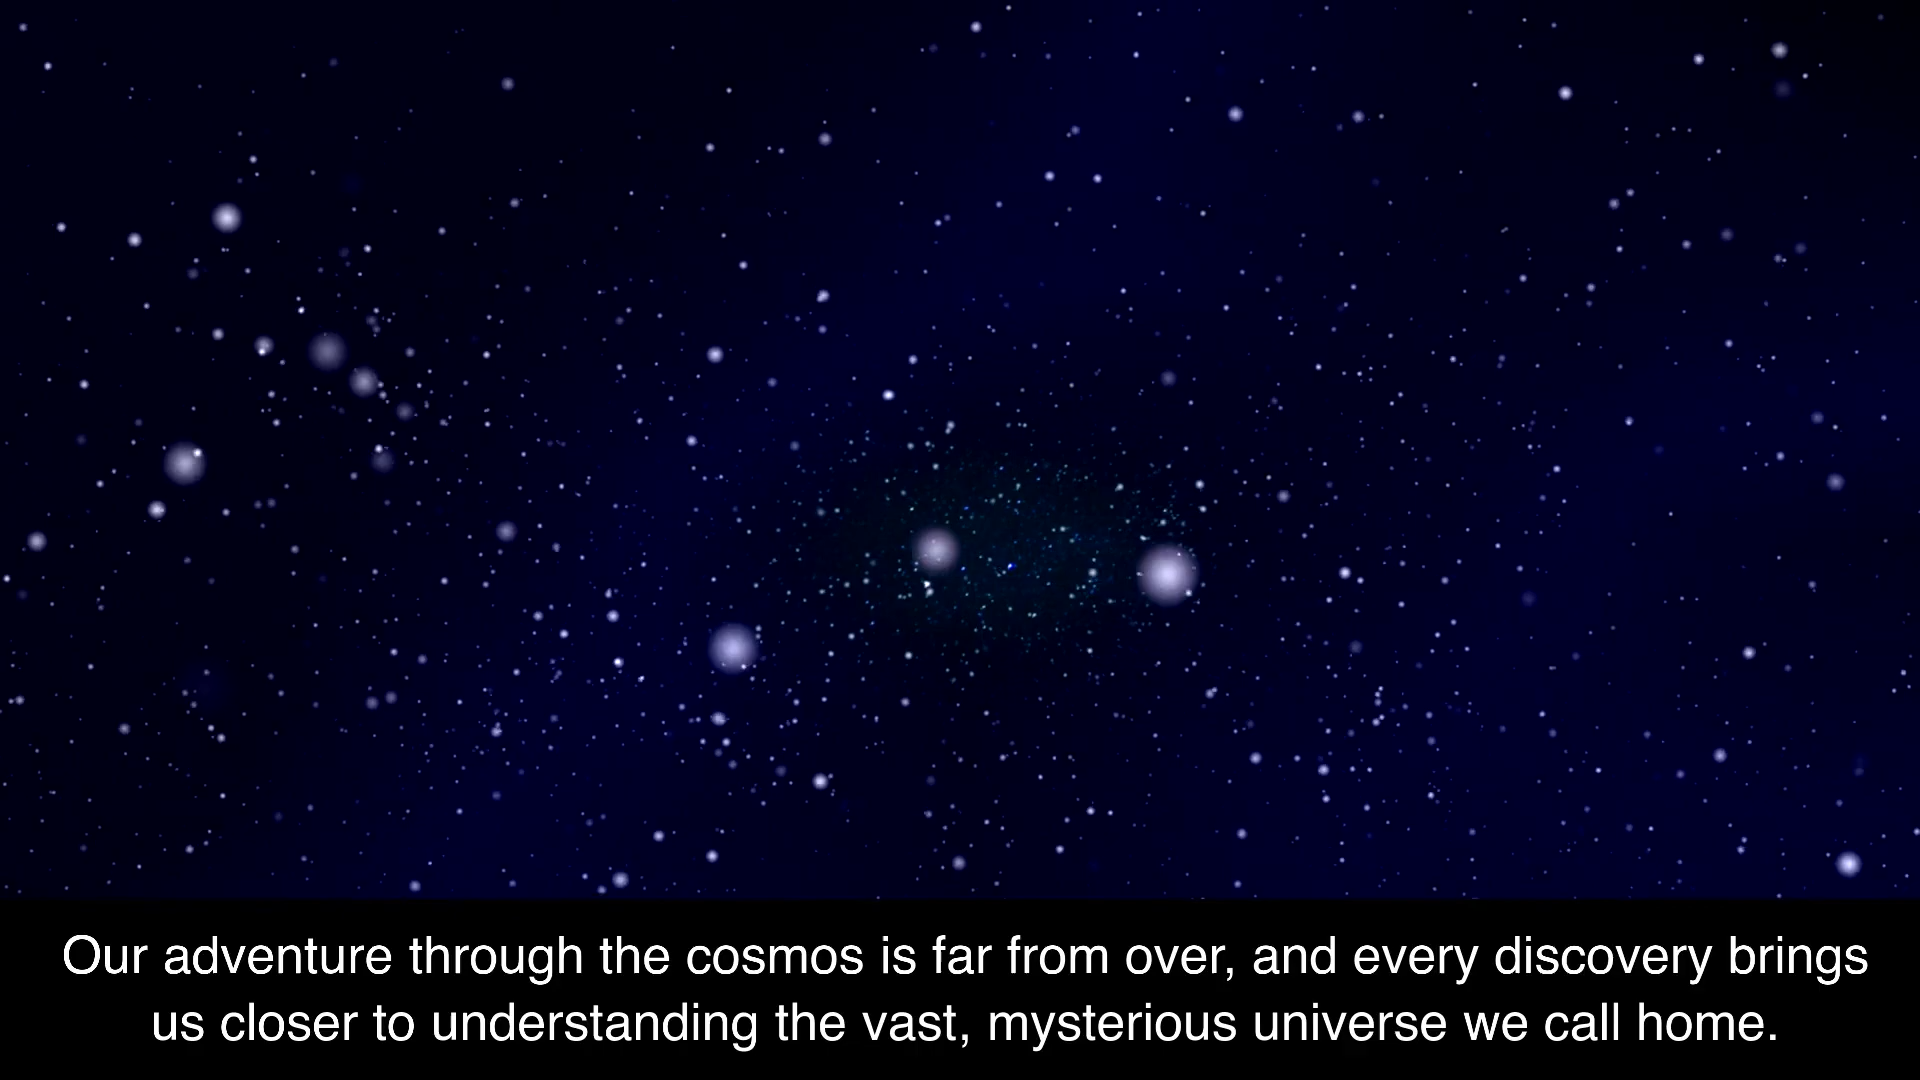 Our adventure through the cosmos is far from over, and every discovery brings
us closer to understanding the vast, mysterious universe we call home.